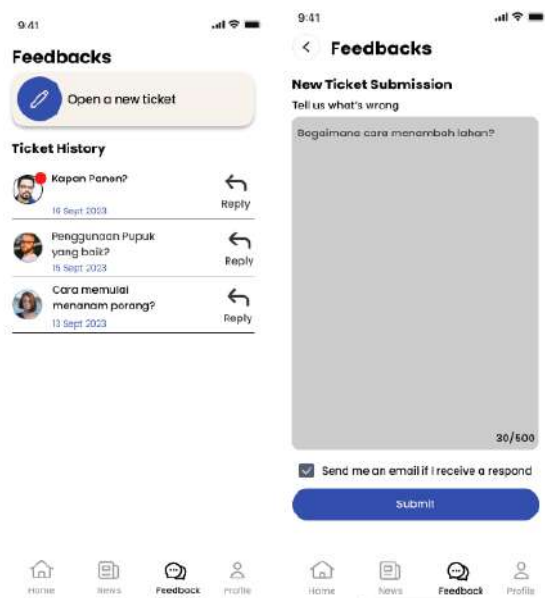 9:41
Feedbacks
Open a new ticket
Ticket History
Kapan Panen?
16 Sept 2023
Reply
Penggunaan Pupuk
yang baik?
15 Sept 2023
Reply
Cara memulai
menanam porang?
13 Sept 2023
Reply
Home
News
Feedback
Profile
9:41
Feedbacks
New Ticket Submission
Tell us what's wrong
Bagaimana cara menambah lahan?
30/500
Send me an email if I receive a respond
Submit
Home
News
Feedback
Profile